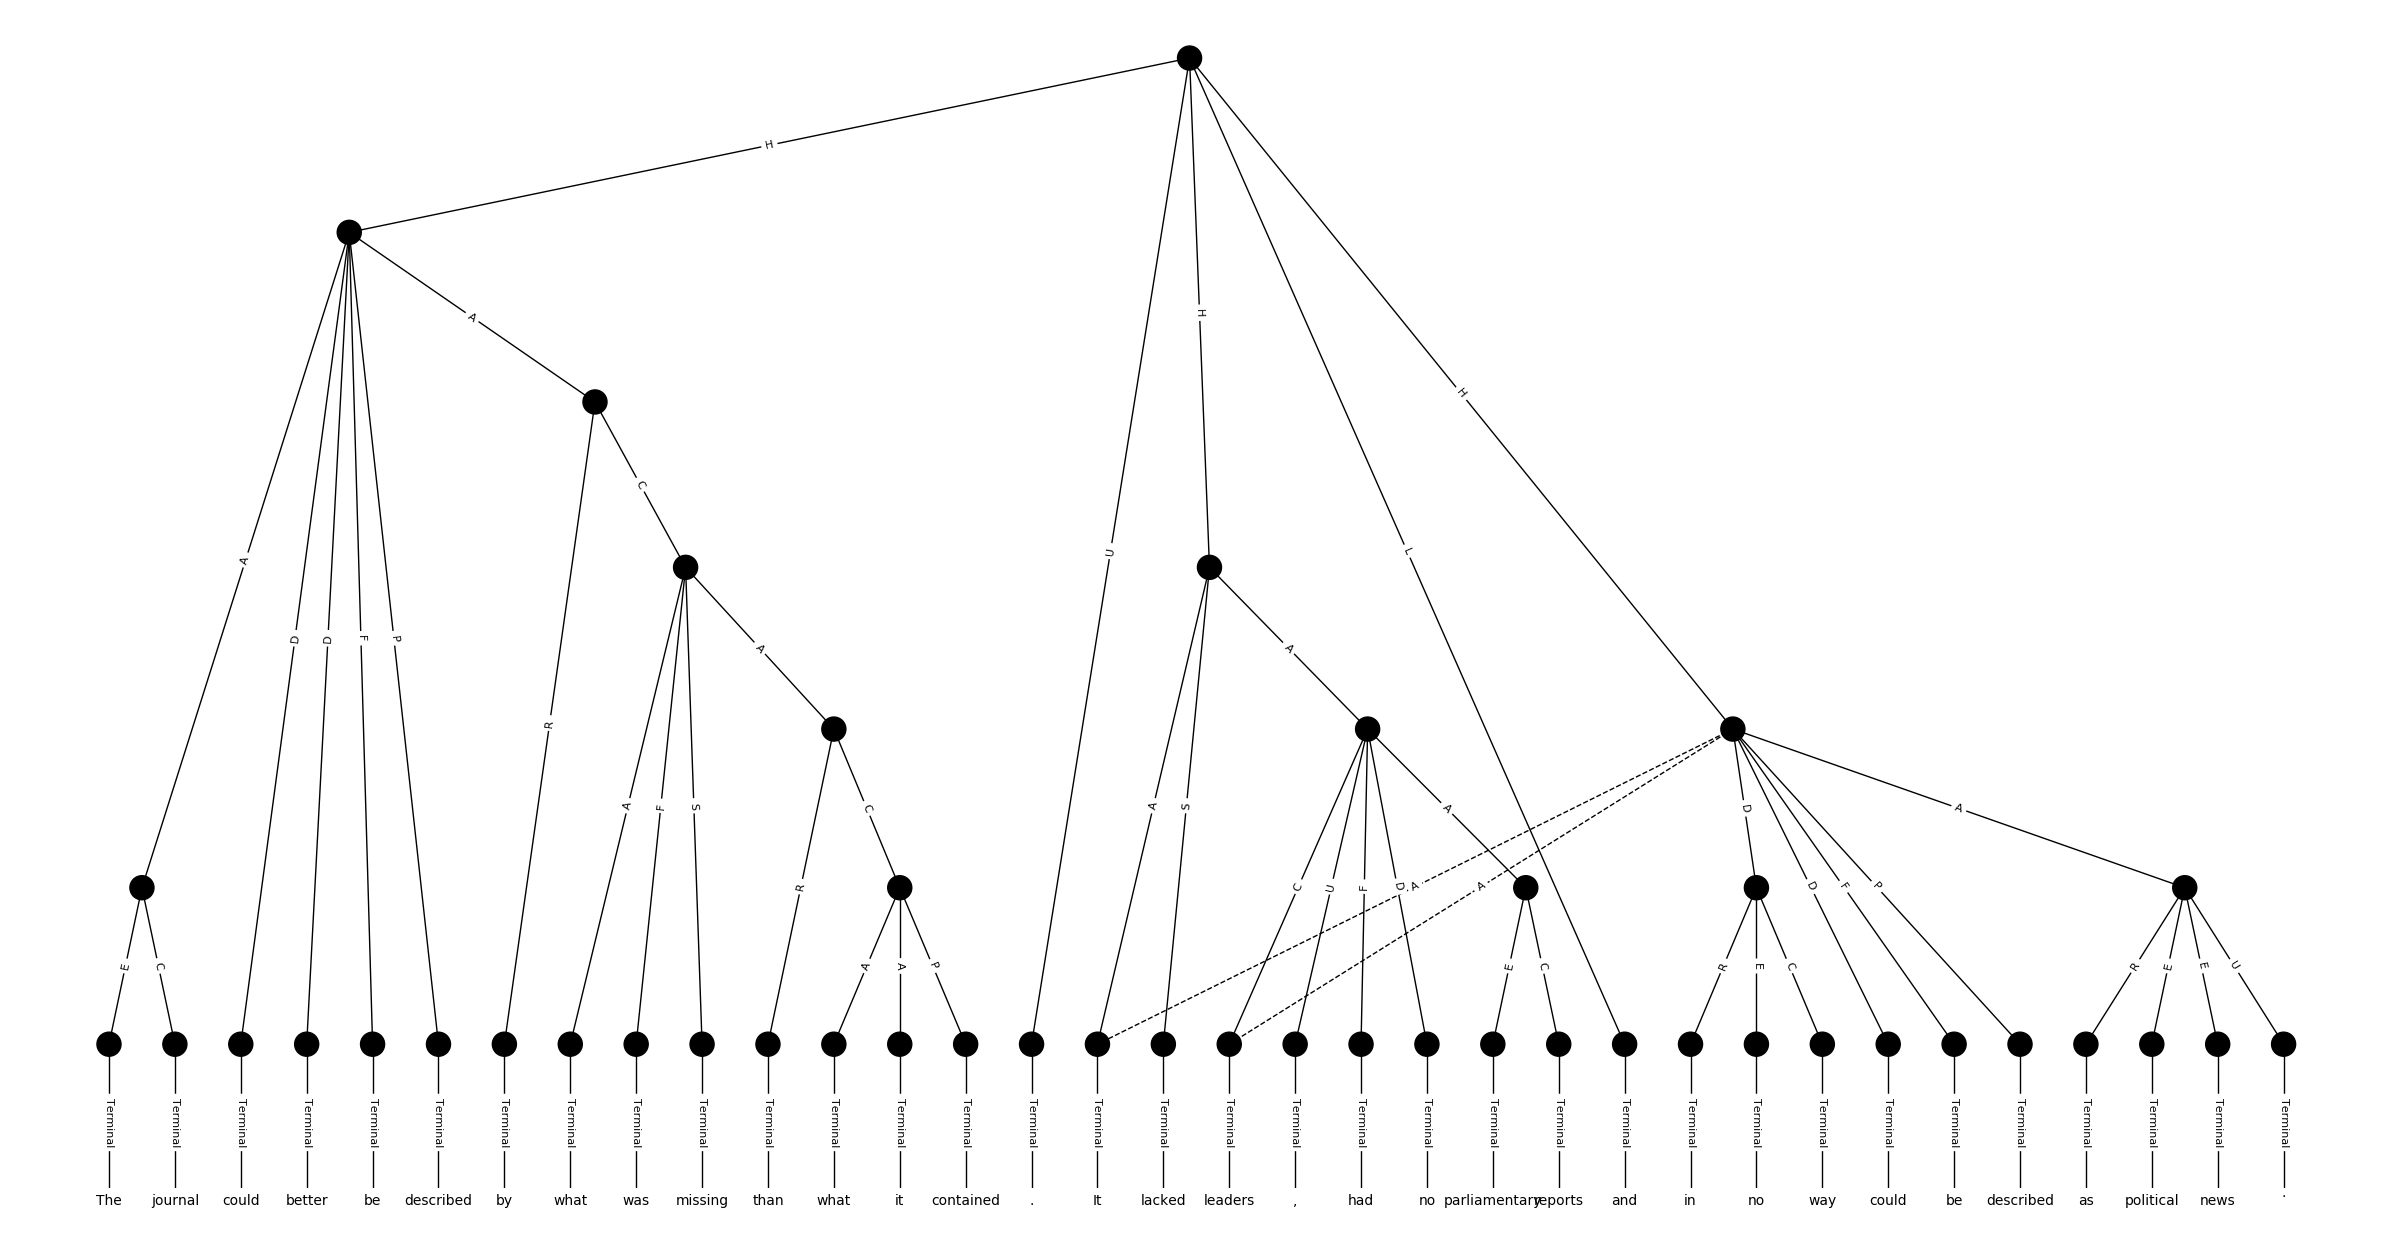 H
A
C
H
H
L
U
A
D
D
F
P
A
A
R
A
F
S
C
A
S
A
D
A
R
C
U
F
D
A
A
D
F
P
E
C
A
A
P
E
C
R
E
C
R
E
E
U
Terminal Terminal Terminal Terminal Terminal Terminal Terminal Terminal Terminal Terminal Terminal Terminal Terminal Terminal Terminal Terminal Terminal Terminal Terminal Terminal Terminal Terminal Terminal Terminal Terminal Terminal Terminal Terminal Terminal Terminal Terminal Terminal Terminal Terminal
The journal could better be described by what was missing than what it contained . It lacked leaders , had no parliamentary reports and in no way could be described as political news .